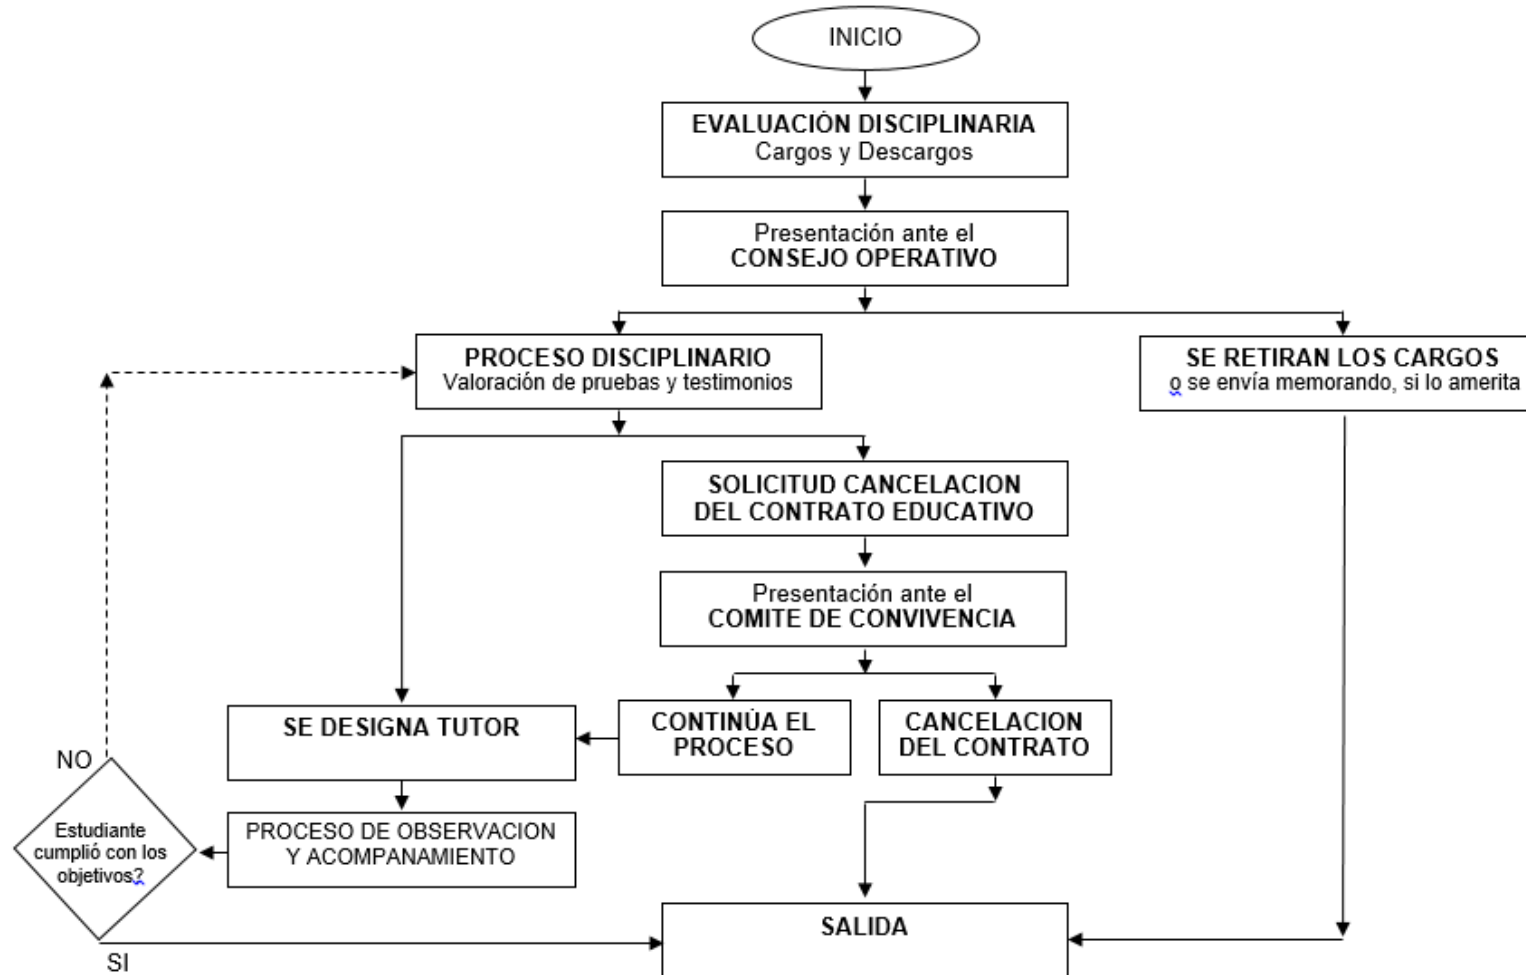 INICIO
EVALUACIÓN DISCIPLINARIA
Cargos y Descargos
Presentación ante el
CONSEJO OPERATIVO
PROCESO DISCIPLINARIO
Valoración de pruebas y testimonios
SE RETIRAN LOS CARGOS
o se envía memorando, si lo amerita
SOLICITUD CANCELACION
DEL CONTRATO EDUCATIVO
Presentación ante el
COMITE DE CONVIVENCIA
SE DESIGNA TUTOR
CONTINÚA EL
PROCESO
CANCELACION
DEL CONTRATO
NO
Estudiante
cumplió con los
objetivos?
PROCESO DE OBSERVACION
Y ACOMPANAMIENTO
SALIDA
SI